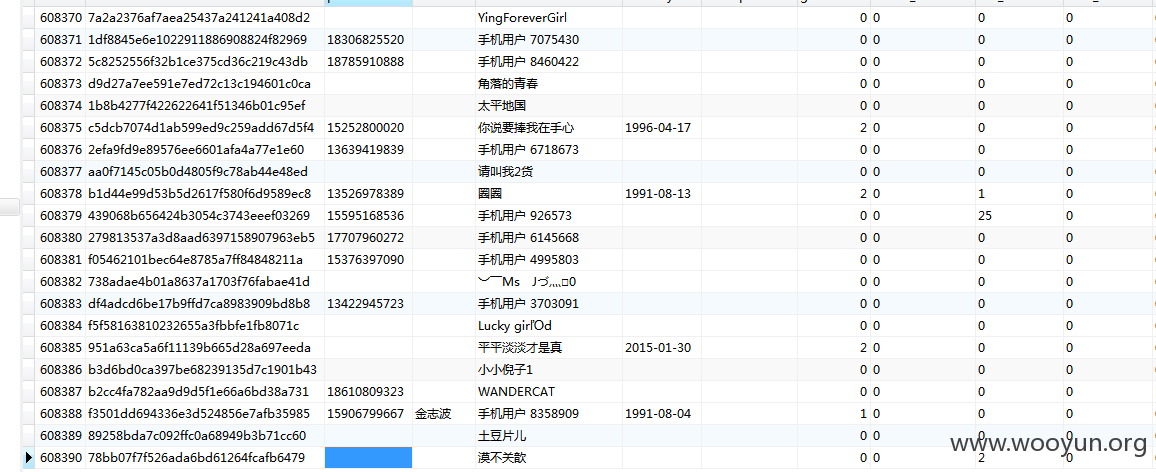 608370 7a2a2376af7aea25437a241241a408d2 YingForeverGirl 0 0 0 0
608371 1df8845e6e1022911886908824f82969 18306825520 手机用户 7075430 0 0 0 0
608372 5c8252556f32b1ce375cd36c219c43db 18785910888 手机用户 8460422 0 0 0 0
608373 d9d27a7ee591e7ed72c13c194601c0ca 角落的青春 0 0 0 0
608374 1b8b4277f422622641f51346b01c95ef 太平地国 0 0 0 0
608375 c5dcb7074d1ab599ed9c259add67d5f4 15252800020 你说要捧我在手心 1996-04-17 2 0 0 0
608376 2efa9fd9e89576ee6601afa4a77e1e60 13639419839 手机用户 6718673 0 0 0 0
608377 aa0f7145c05b0d4805f9c78ab44e48ed 请叫我2货 0 0 0 0
608378 b1d44e99d53b5d2617f580f6d9589ec8 13526978389 圈圈 1991-08-13 2 0 1 0
608379 439068b656424b3054c3743eeef03269 15595168536 手机用户 926573 0 0 25 0
608380 279813537a3d8aad6397158907963eb5 17707960272 手机用户 6145668 0 0 0 0
608381 f05462101bec64e8785a7ff84848211a 15376397090 手机用户 4995803 0 0 0 0
608382 738adae4b01a8637a1703f76fabae41d Ms 0 0 0 0
608383 df4adcd6be17b9ffd7ca8983909bd8b8 13422945723 手机用户 3703091 0 0 0 0
608384 f5f58163810232655a3fbbfe1fb8071c Lucky 0 0 0 0
608385 951a63ca5a6f11139b665d28a697eeda 平平淡淡才是真 2015-01-30 2 0 0 0
608386 b3d6bd0ca397be68239135d7c1901b43 小小倪子1 0 0 0 0
608387 b2cc4fa782aa9d9d5f1e66a6bd38a731 18610809323 WANDERCAT 0 0 0 0
608388 f3501dd694336e3d524856e7afb35985 15906799667 金志波 手机用户 8358909 1991-08-04 1 0 0 0
608389 89258bda7c092ffc0a68949b3b71cc60 土豆片儿 0 0 0
608390 78bb07f7f526ada6bd61264fcafb6479 漠不关歆 0 0 2 0
www.wooyun.org